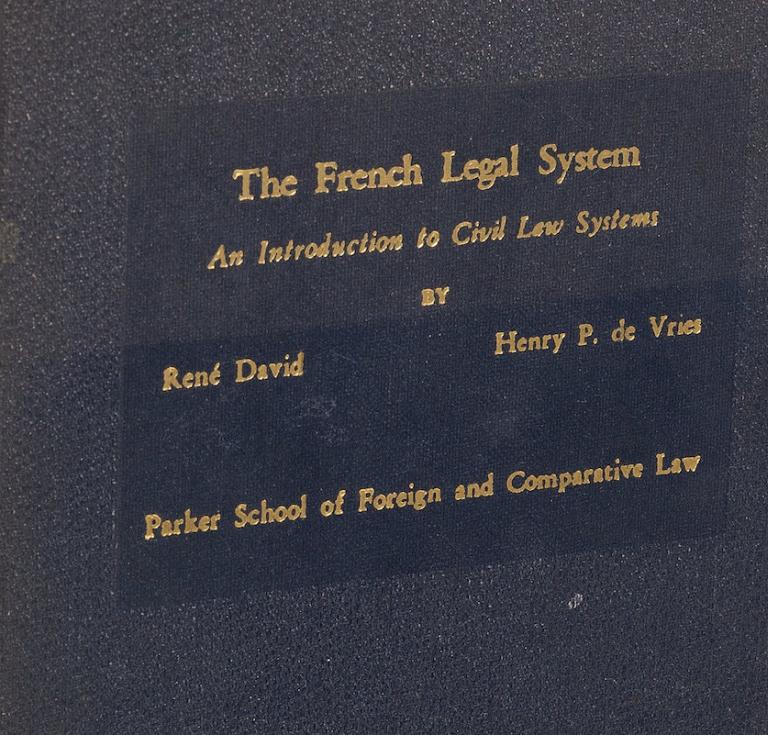 The French Legal System
An Introduction to Civil Law Systems
BY
René David Henry P. de Vries
Parker School of Foreign and Comparative Law